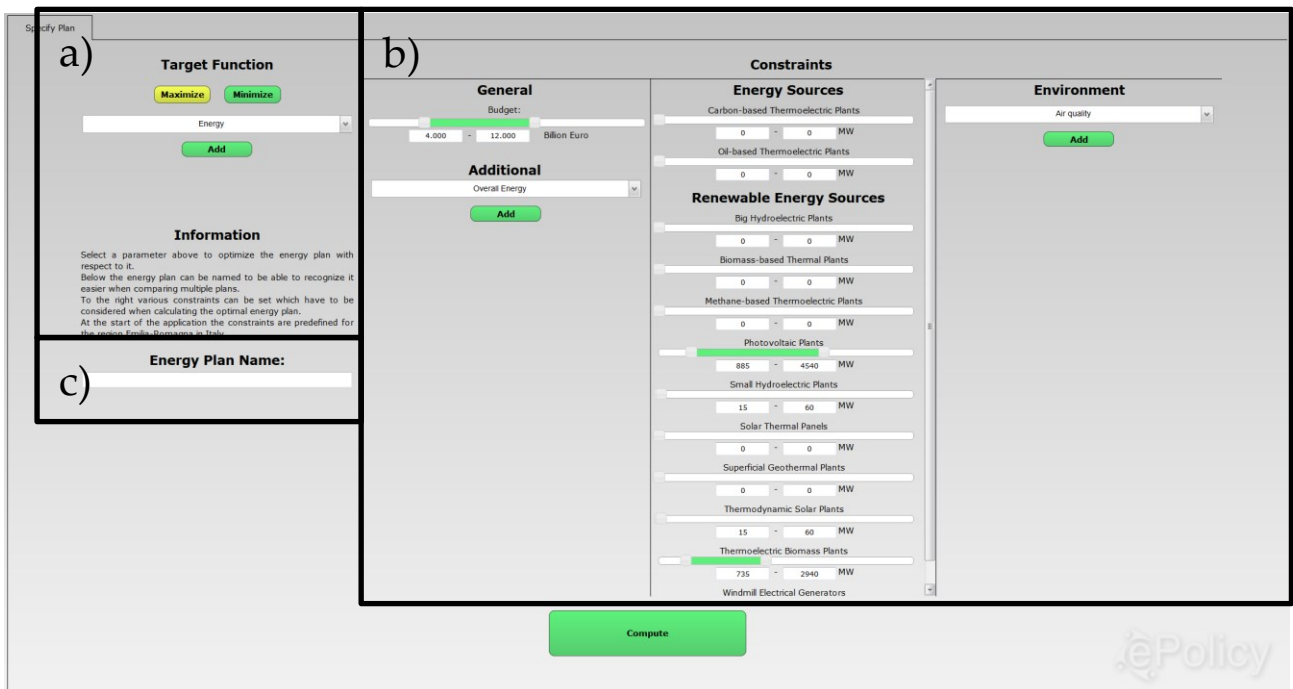 Specify Plan
a)
Target Function
Maximize Minimize
Energy
Add
Information
Select a parameter above to optimize the energy plan with
respect to it.
Below the energy plan can be named to be able to recognize it
easier when comparing multiple plans.
To the right various constraints can be set which have to be
considered when calculating the optimal energy plan.
At the start of the application the constraints are predefined for
the region Emilia-Romagna in Italy
c)
Energy Plan Name:
b)
Constraints
General
Budget:
4.000 - 12.000 Billion Euro
Additional
Overall Energy
Add
Energy Sources
Carbon-based Thermoelectric Plants
0 - 0 MW
Oil-based Thermoelectric Plants
0 - 0 MW
Renewable Energy Sources
Big Hydroelectric Plants
0 - 0 MW
Biomass-based Thermal Plants
0 - 0 MW
Methane-based Thermoelectric Plants
0 - 0 MW
Photovoltaic Plants
885 - 4540 MW
Small Hydroelectric Plants
15 - 60 MW
Solar Thermal Panels
0 - 0 MW
Superficial Geothermal Plants
0 - 0 MW
Thermodynamic Solar Plants
15 - 60 MW
Thermoelectric Biomass Plants
735 - 2940 MW
Windmill Electrical Generators
Environment
Air quality
Add
Compute
ePolicy